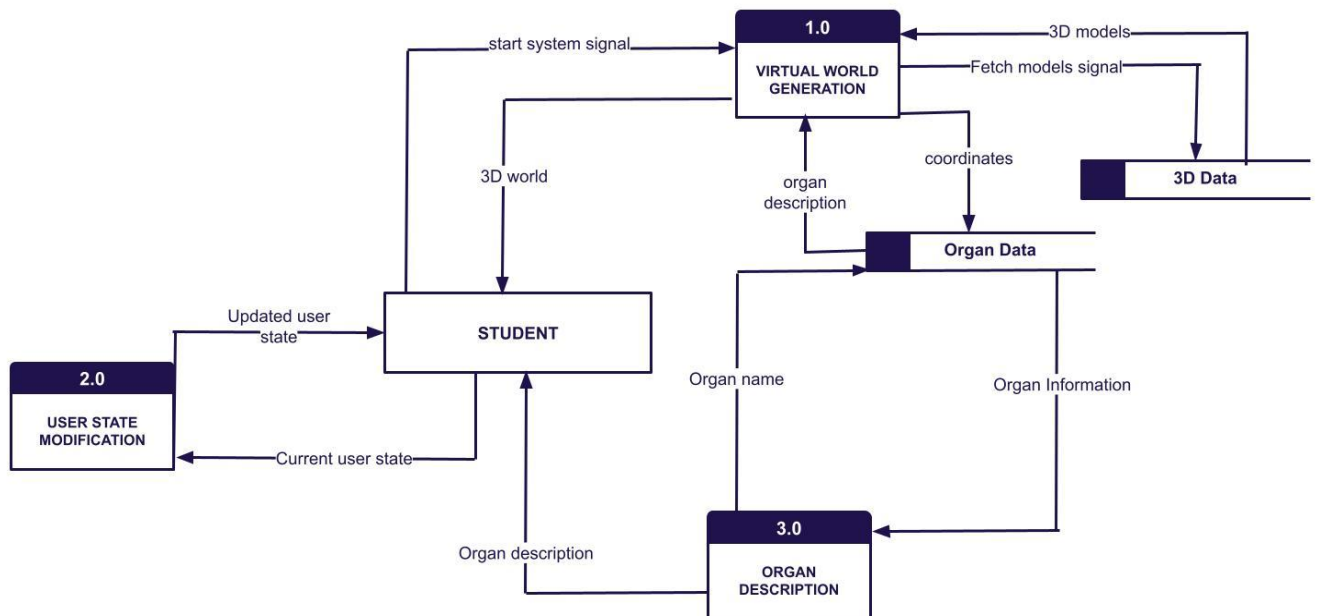 1.0
VIRTUAL WORLD
GENERATION
start system signal
3D models
Fetch models signal
3D world
organ
description
coordinates
3D Data
Organ Data
Updated user
state
STUDENT
2.0
USER STATE
MODIFICATION
Current user state
Organ name
Organ Information
3.0
ORGAN
DESCRIPTION
Organ description